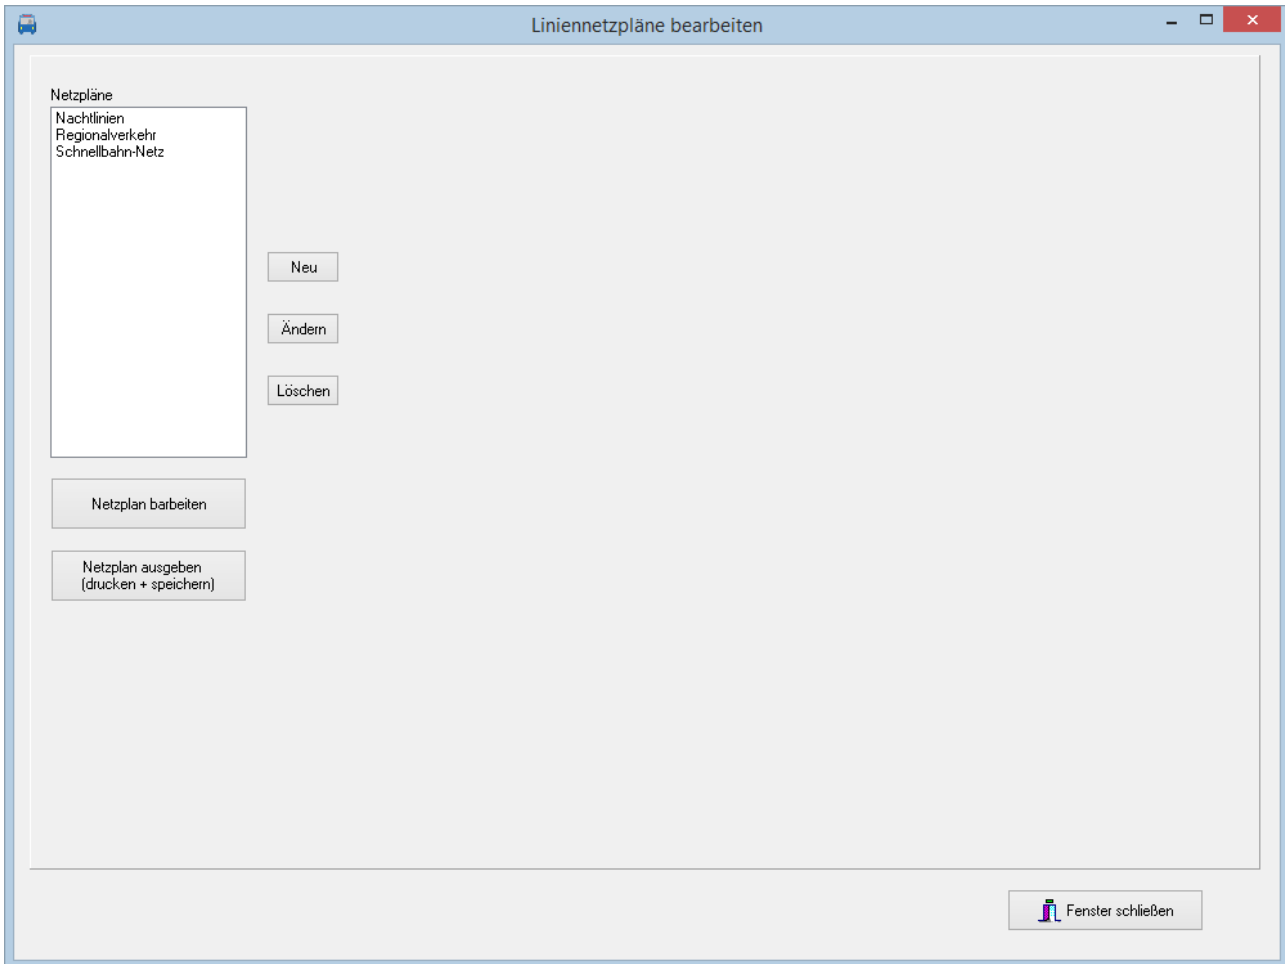 Liniennetzpläne bearbeiten
Netzpläne
Nachtlinien
Regionalverkehr
Schnellbahn-Netz
Neu
Ändern
Löschen
Netzplan barbeiten
Netzplan ausgeben
(drucken + speichern)
Fenster schließen